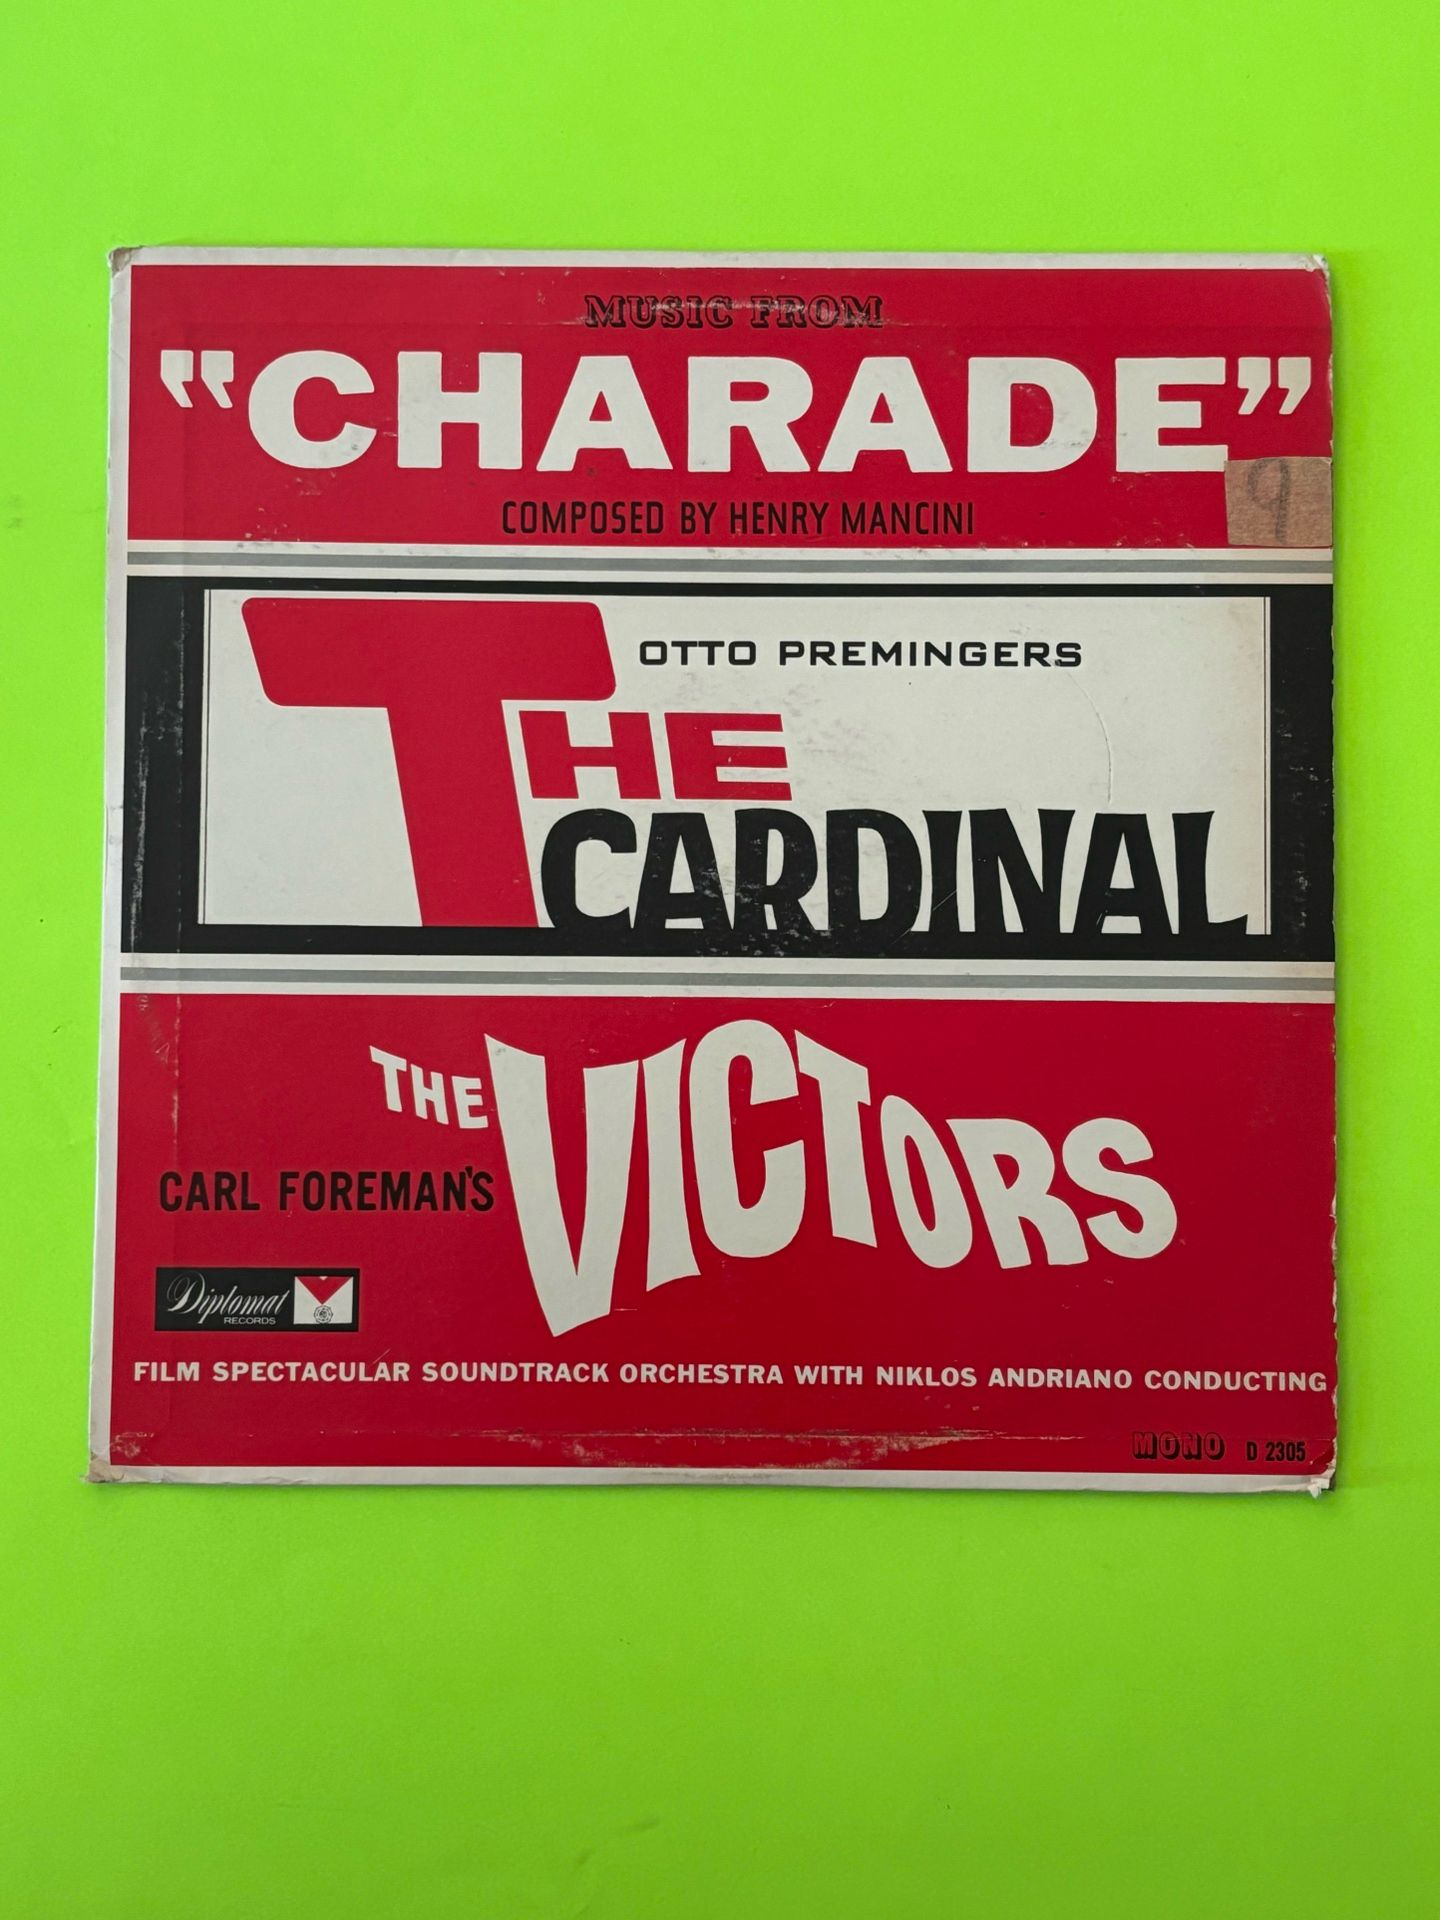 MUSIC FROM
"CHARADE"
COMPOSED BY HENRY MANCINI
9
OTTO PREMINGERS
THE
CARDINAL
THE VICTORS
CARL FOREMAN'S
Diplomat
RECORDS
FILM SPECTACULAR SOUNDTRACK ORCHESTRA WITH NIKLOS ANDRIANO CONDUCTING
MONO D 2305